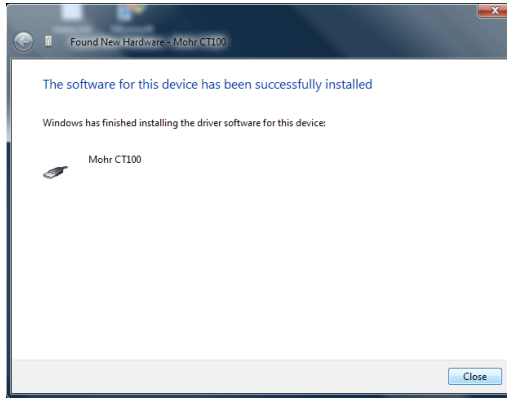 Found New Hardware - Mohr CT100
The software for this device has been successfully installed
Windows has finished installing the driver software for this device:
Mohr CT100
Close